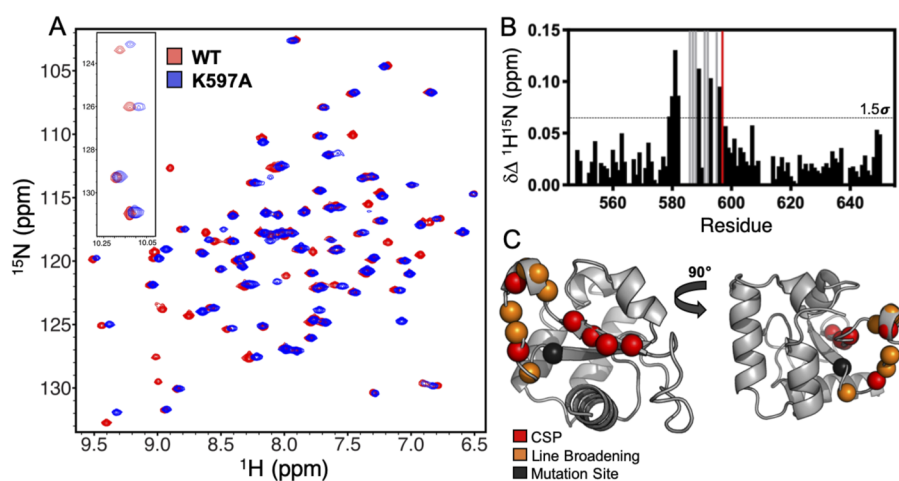 A
WT
K597A
124
126
128
130
10.25
10.05
105
110
115
120
125
130
¹⁵N (ppm)
9.5
9.0
8.5
8.0
7.5
7.0
6.5
¹H (ppm)
B
δΔ ¹H¹⁵N (ppm)
0.15
0.10
0.05
0.00
1.5σ
560
580
600
620
640
Residue
C
90°
CSP
Line Broadening
Mutation Site